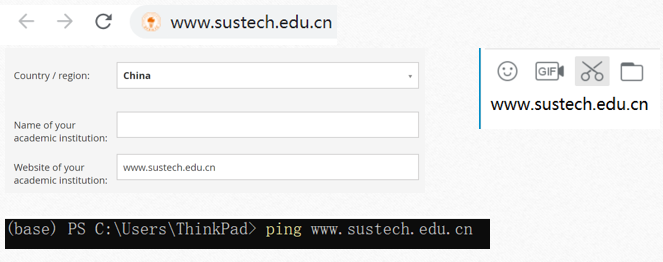 www.sustech.edu.cn
Country / region:
China
GIF
www.sustech.edu.cn
Name of your
academic institution:
Website of your
academic institution:
www.sustech.edu.cn
(base) PS C:\Users\ThinkPad> ping www.sustech.edu.cn